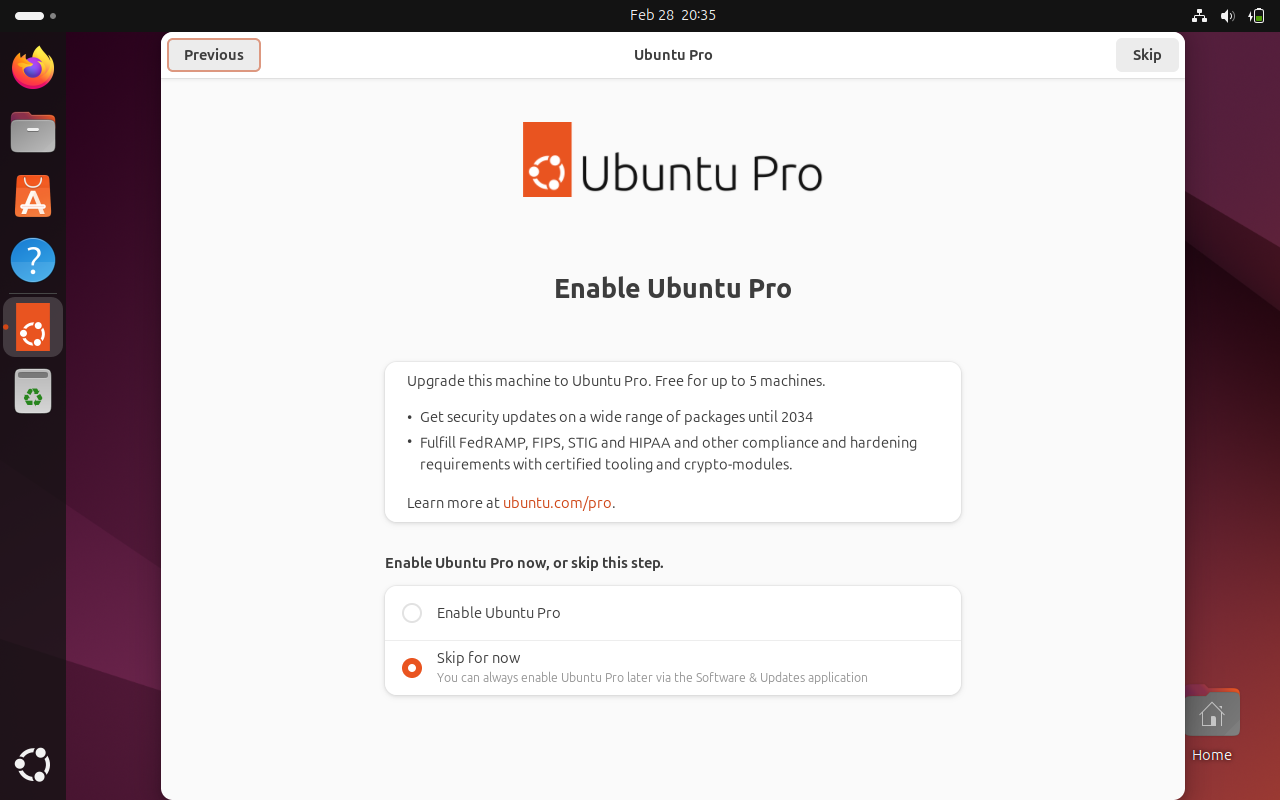 Feb 28 20:35
Previous
Ubuntu Pro
Skip
Ubuntu Pro
Enable Ubuntu Pro
Upgrade this machine to Ubuntu Pro. Free for up to 5 machines.
• Get security updates on a wide range of packages until 2034
• Fulfill FedRAMP, FIPS, STIG and HIPAA and other compliance and hardening
requirements with certified tooling and crypto-modules.
Learn more at ubuntu.com/pro.
Enable Ubuntu Pro now, or skip this step.
Enable Ubuntu Pro
Skip for now
You can always enable Ubuntu Pro later via the Software & Updates application
Home